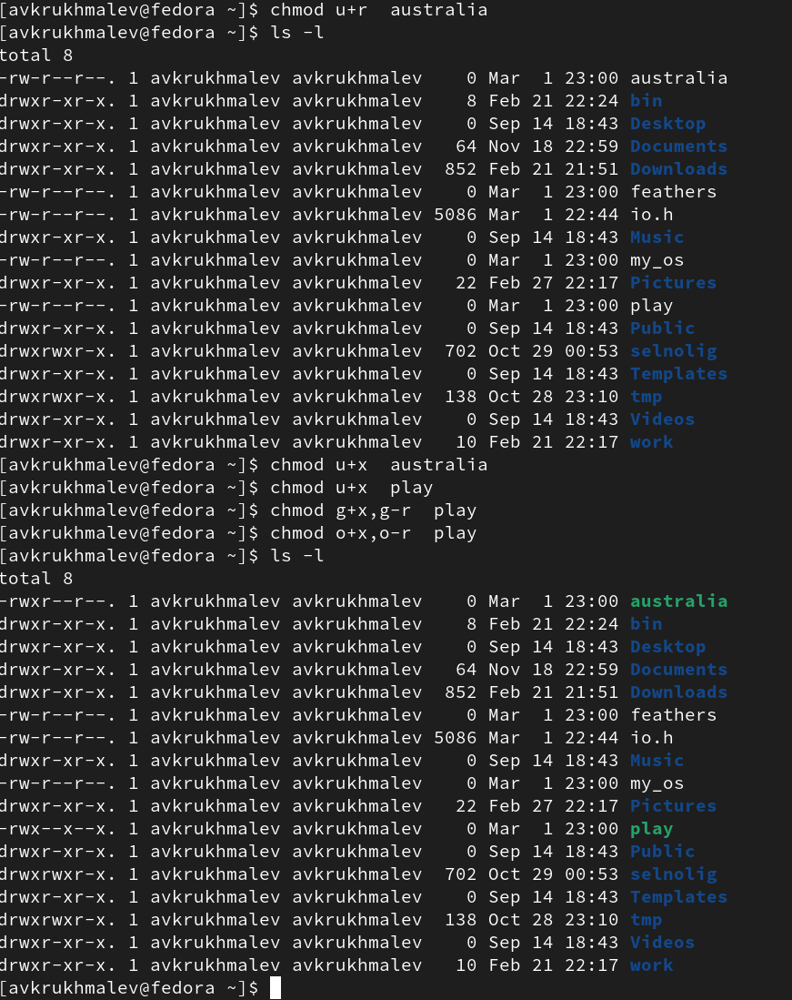 [avkrukhmalev@fedora ~]$ chmod u+r  australia
[avkrukhmalev@fedora ~]$ ls -l
total 8
-rw-r--r--. 1 avkrukhmalev avkrukhmalev    0 Mar  1 23:00 australia
drwxr-xr-x. 1 avkrukhmalev avkrukhmalev    8 Feb 21 22:24 bin
drwxr-xr-x. 1 avkrukhmalev avkrukhmalev    0 Sep 14 18:43 Desktop
drwxr-xr-x. 1 avkrukhmalev avkrukhmalev   64 Nov 18 22:59 Documents
drwxr-xr-x. 1 avkrukhmalev avkrukhmalev  852 Feb 21 21:51 Downloads
-rw-r--r--. 1 avkrukhmalev avkrukhmalev    0 Mar  1 23:00 feathers
-rw-r--r--. 1 avkrukhmalev avkrukhmalev 5086 Mar  1 22:44 io.h
drwxr-xr-x. 1 avkrukhmalev avkrukhmalev    0 Sep 14 18:43 Music
-rw-r--r--. 1 avkrukhmalev avkrukhmalev    0 Mar  1 23:00 my_os
drwxr-xr-x. 1 avkrukhmalev avkrukhmalev   22 Feb 27 22:17 Pictures
-rw-r--r--. 1 avkrukhmalev avkrukhmalev    0 Mar  1 23:00 play
drwxr-xr-x. 1 avkrukhmalev avkrukhmalev    0 Sep 14 18:43 Public
drwxrwxr-x. 1 avkrukhmalev avkrukhmalev  702 Oct 29 00:53 selnolig
drwxr-xr-x. 1 avkrukhmalev avkrukhmalev    0 Sep 14 18:43 Templates
drwxrwxr-x. 1 avkrukhmalev avkrukhmalev  138 Oct 28 23:10 tmp
drwxr-xr-x. 1 avkrukhmalev avkrukhmalev    0 Sep 14 18:43 Videos
drwxr-xr-x. 1 avkrukhmalev avkrukhmalev   10 Feb 21 22:17 work
[avkrukhmalev@fedora ~]$ chmod u+x  australia
[avkrukhmalev@fedora ~]$ chmod u+x  play
[avkrukhmalev@fedora ~]$ chmod g+x,g-r  play
[avkrukhmalev@fedora ~]$ chmod o+x,o-r  play
[avkrukhmalev@fedora ~]$ ls -l
total 8
-rwxr--r--. 1 avkrukhmalev avkrukhmalev    0 Mar  1 23:00 australia
drwxr-xr-x. 1 avkrukhmalev avkrukhmalev    8 Feb 21 22:24 bin
drwxr-xr-x. 1 avkrukhmalev avkrukhmalev    0 Sep 14 18:43 Desktop
drwxr-xr-x. 1 avkrukhmalev avkrukhmalev   64 Nov 18 22:59 Documents
drwxr-xr-x. 1 avkrukhmalev avkrukhmalev  852 Feb 21 21:51 Downloads
-rw-r--r--. 1 avkrukhmalev avkrukhmalev    0 Mar  1 23:00 feathers
-rw-r--r--. 1 avkrukhmalev avkrukhmalev 5086 Mar  1 22:44 io.h
drwxr-xr-x. 1 avkrukhmalev avkrukhmalev    0 Sep 14 18:43 Music
-rw-r--r--. 1 avkrukhmalev avkrukhmalev    0 Mar  1 23:00 my_os
drwxr-xr-x. 1 avkrukhmalev avkrukhmalev   22 Feb 27 22:17 Pictures
-rwx--x--x. 1 avkrukhmalev avkrukhmalev    0 Mar  1 23:00 play
drwxr-xr-x. 1 avkrukhmalev avkrukhmalev    0 Sep 14 18:43 Public
drwxrwxr-x. 1 avkrukhmalev avkrukhmalev  702 Oct 29 00:53 selnolig
drwxr-xr-x. 1 avkrukhmalev avkrukhmalev    0 Sep 14 18:43 Templates
drwxrwxr-x. 1 avkrukhmalev avkrukhmalev  138 Oct 28 23:10 tmp
drwxr-xr-x. 1 avkrukhmalev avkrukhmalev    0 Sep 14 18:43 Videos
drwxr-xr-x. 1 avkrukhmalev avkrukhmalev   10 Feb 21 22:17 work
[avkrukhmalev@fedora ~]$